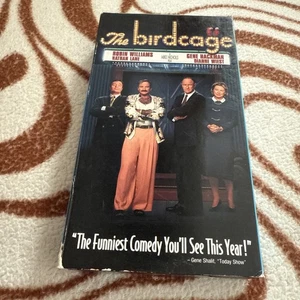 The birdcage
ROBIN WILLIAMS GENE HACKMAN
NATHAN LANE DIANNE WIEST
"The Funniest Comedy You'll See This Year!"
– Gene Shalit, "Today Show"